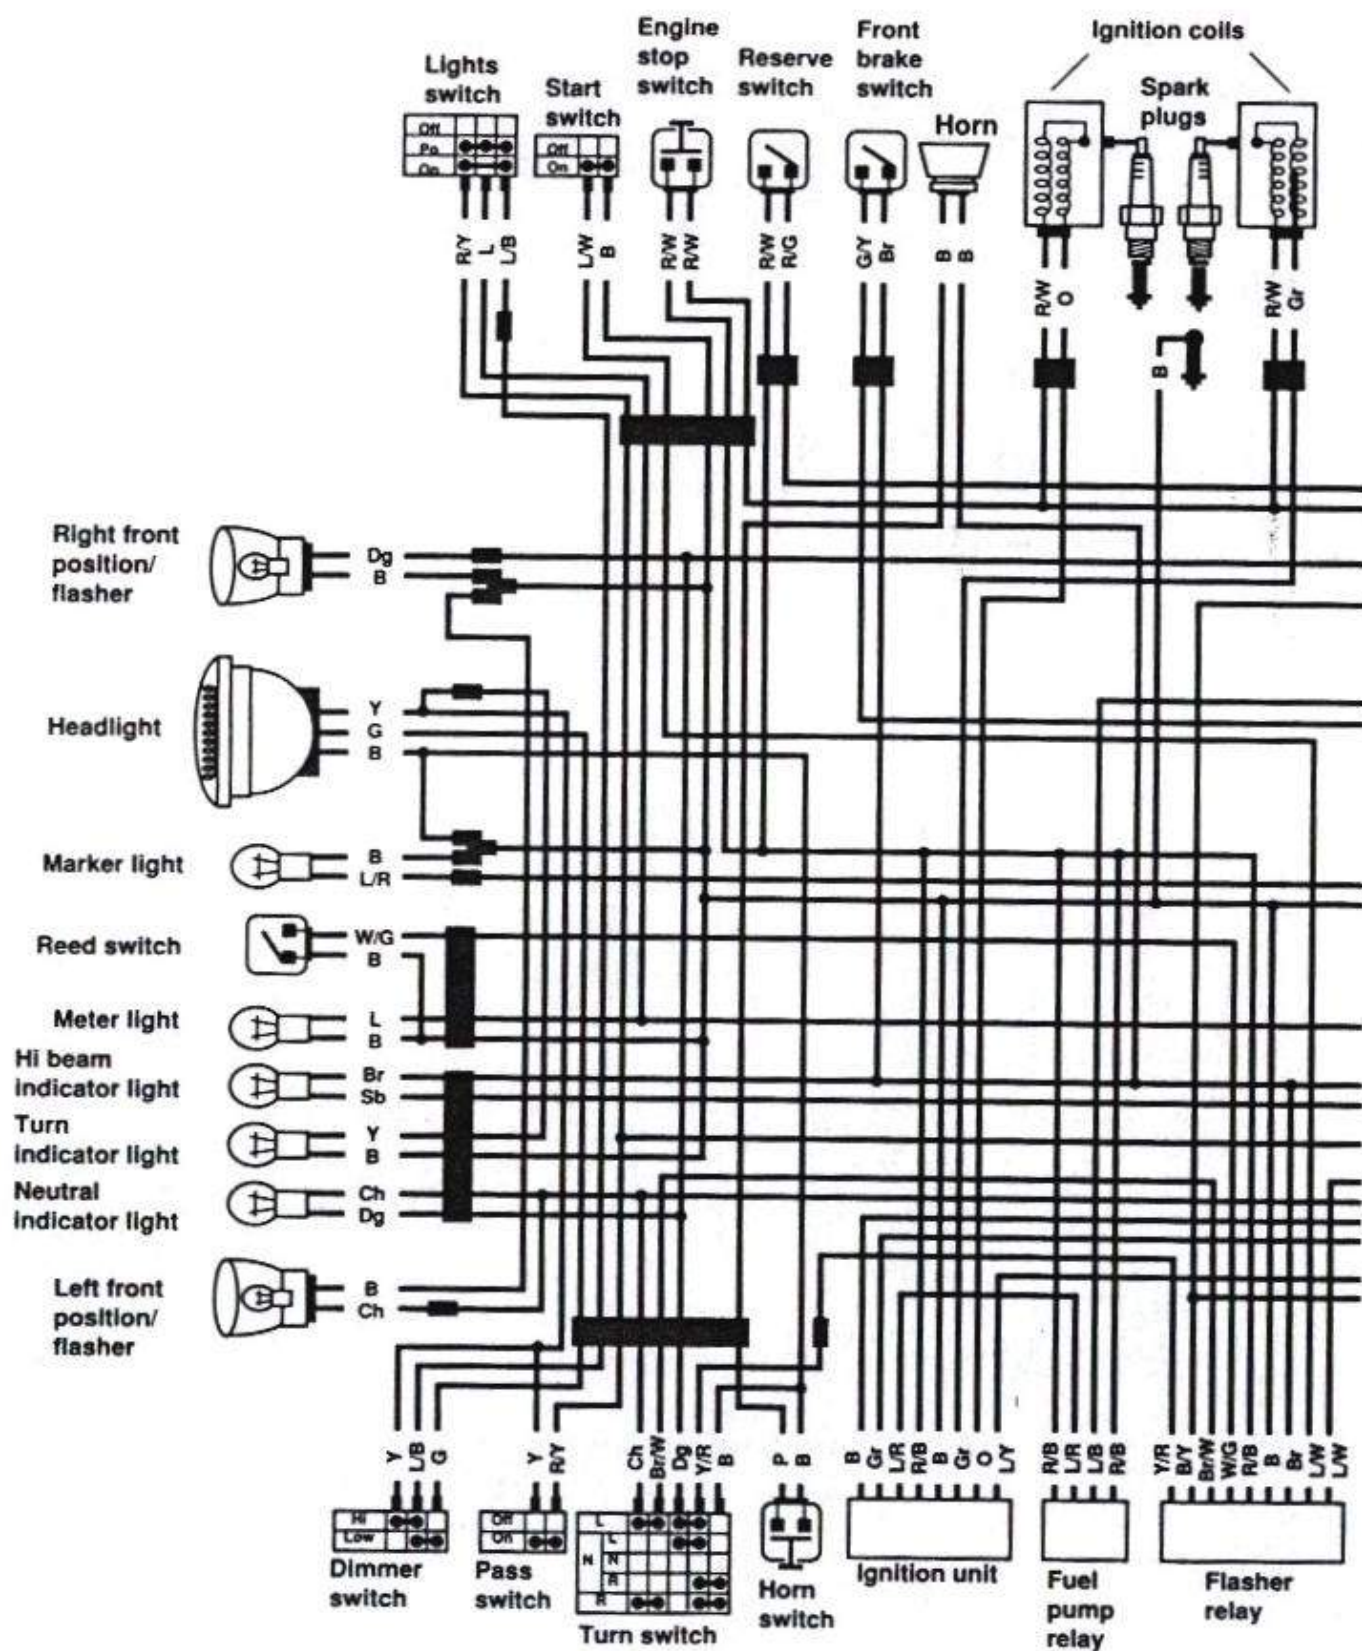 Lights
switch
Off
Po
On
Start
switch
Off
On
Engine
stop
switch
Reserve
switch
Front
brake
switch
Horn
Ignition coils
Spark
plugs
R/Y
L
L/B
L/W
B
R/W
R/W
R/W
R/G
G/Y
Br
B
B
R/W
O
B
R/W
Gr
Right front
position/
flasher
Dg
B
Headlight
Y
G
B
Marker light
B
L/R
Reed switch
W/G
B
Meter light
L
B
Hi beam
indicator light
Br
Sb
Turn
indicator light
Y
B
Neutral
indicator light
Ch
Dg
Left front
position/
flasher
B
Ch
Y
L/B
G
Y
R/Y
Ch
Br/W
Dg
Y/R
B
P
B
B
Gr
L/R
R/B
B
Gr
O
L/Y
R/B
L/R
L/B
R/B
Y/R
B/Y
Br/W
W/G
R/B
B
Br
L/W
L/W
Hi
Low
Dimmer
switch
Off
On
Pass
switch
L
L
N
N
R
R
Turn switch
Horn
switch
Ignition unit
Fuel
pump
relay
Flasher
relay